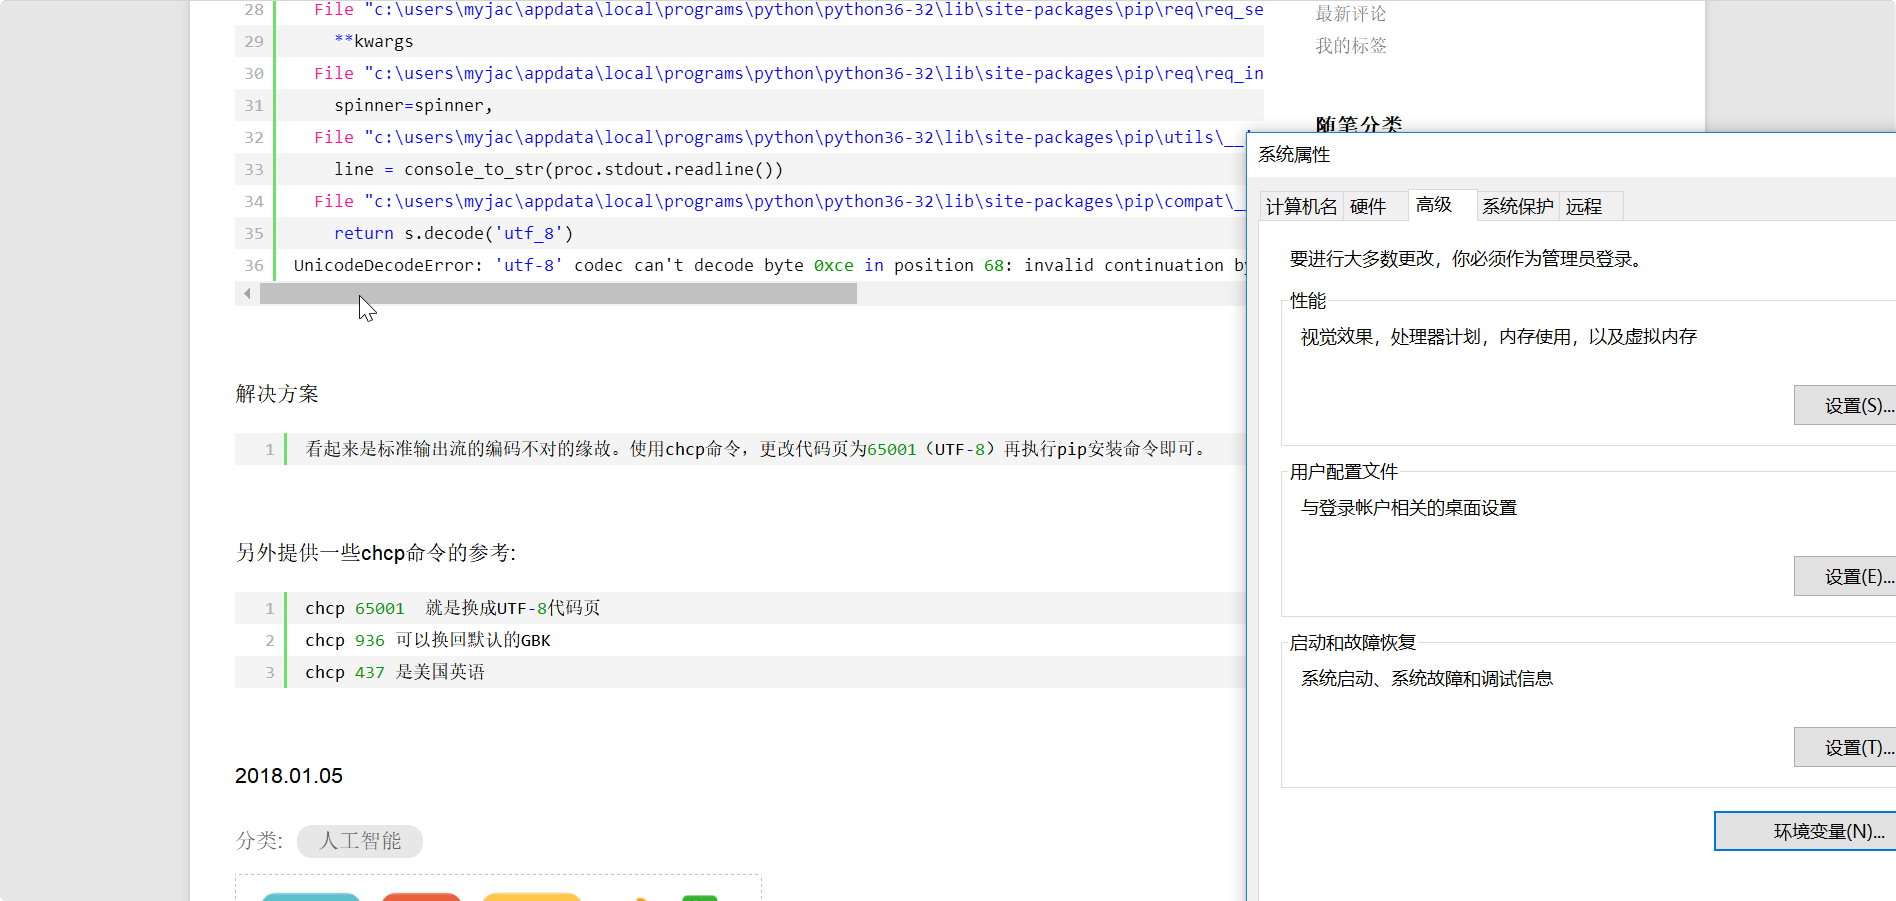 28 File "c:\users\myjac\appdata\local\programs\python\python36-32\lib\site-packages\pip\req\req_se
29 **kwargs
30 File "c:\users\myjac\appdata\local\programs\python\python36-32\lib\site-packages\pip\req\req_in
31 spinner=spinner,
32 File "c:\users\myjac\appdata\local\programs\python\python36-32\lib\site-packages\pip\utils\__
33 line = console_to_str(proc.stdout.readline())
34 File "c:\users\myjac\appdata\local\programs\python\python36-32\lib\site-packages\pip\compat\_
35 return s.decode('utf_8')
36 UnicodeDecodeError: 'utf-8' codec can't decode byte 0xce in position 68: invalid continuation by
解决方案
1 看起来是标准输出流的编码不对的缘故。使用chcp命令，更改代码页为65001（UTF-8）再执行pip安装命令即可。
另外提供一些chcp命令的参考:
1 chcp 65001 就是换成UTF-8代码页
2 chcp 936 可以换回默认的GBK
3 chcp 437 是美国英语
2018.01.05
分类: 人工智能
最新评论
我的标签
随笔分类
系统属性
计算机名 硬件 高级 系统保护 远程
要进行大多数更改，你必须作为管理员登录。
性能
视觉效果，处理器计划，内存使用，以及虚拟内存
设置(S)...
用户配置文件
与登录帐户相关的桌面设置
设置(E)...
启动和故障恢复
系统启动、系统故障和调试信息
设置(T)...
环境变量(N)...